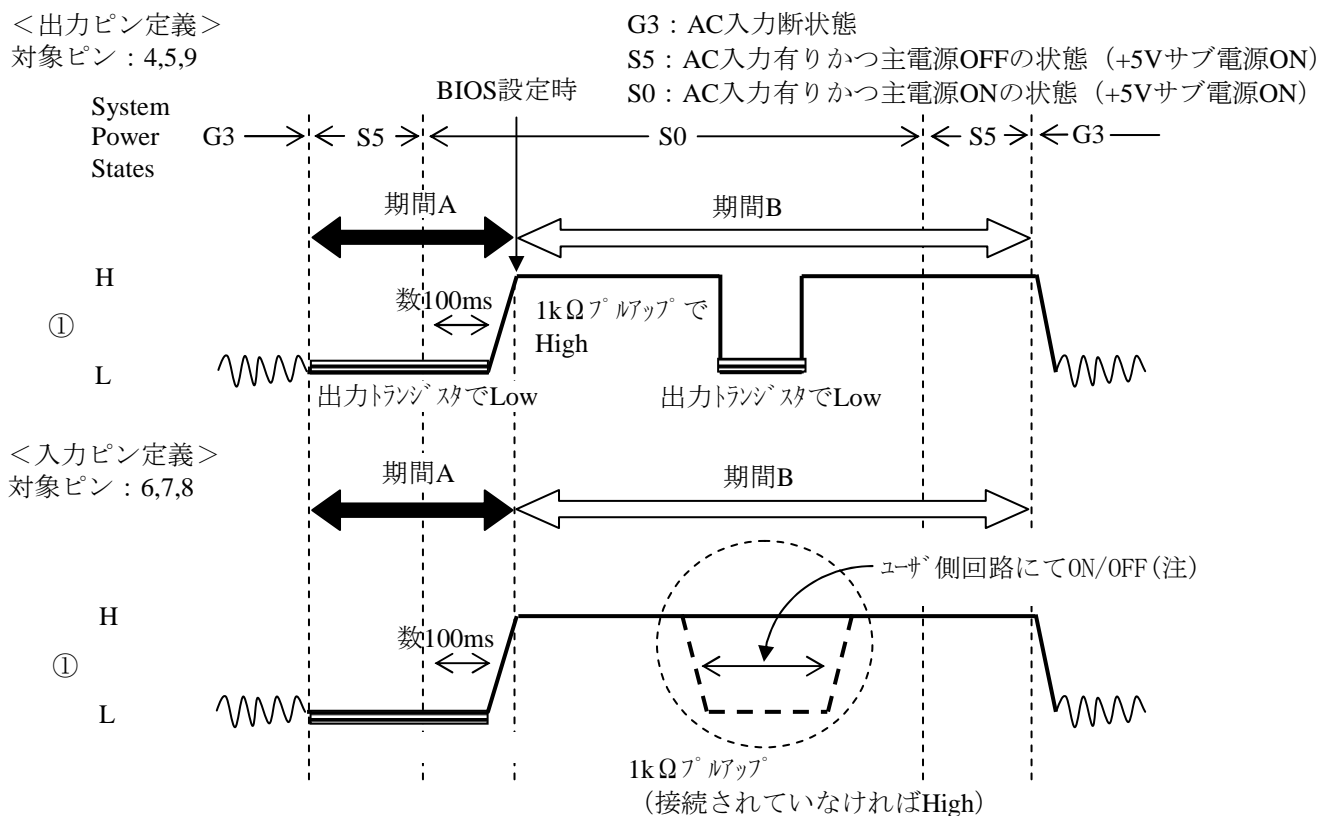 ＜出力ピン定義＞
対象ピン：4,5,9
G3：AC入力断状態
S5：AC入力有りかつ主電源OFFの状態（+5Vサブ電源ON）
S0：AC入力有りかつ主電源ONの状態（+5Vサブ電源ON）
BIOS設定時
System
Power
States
G3
S5
S0
S5
G3
期間A
期間B
H
①
L
数100ms
1kΩﾌﾟﾙｱｯﾌﾟで
High
出力ﾄﾗﾝｼﾞｽﾀでLow
出力ﾄﾗﾝｼﾞｽﾀでLow
＜入力ピン定義＞
対象ピン：6,7,8
期間A
期間B
ﾕｰｻﾞ側回路にてON/OFF(注)
H
①
L
数100ms
1kΩﾌﾟﾙｱｯﾌﾟ
（接続されていなければHigh）